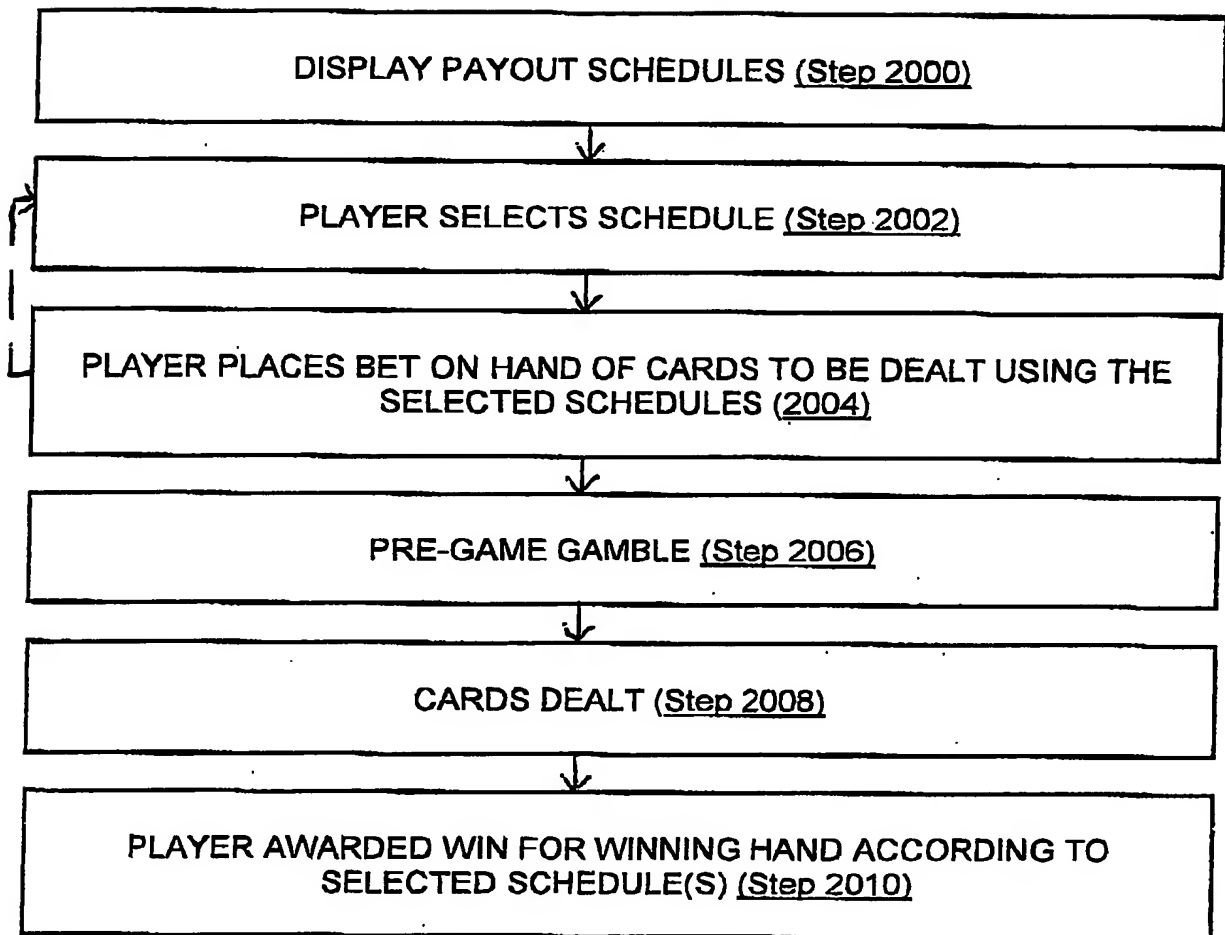 DISPLAY PAYOUT SCHEDULES (Step 2000)
PLAYER SELECTS SCHEDULE (Step 2002)
PLAYER PLACES BET ON HAND OF CARDS TO BE DEALT USING THE
SELECTED SCHEDULES (2004)
PRE-GAME GAMBLE (Step 2006)
CARDS DEALT (Step 2008)
PLAYER AWARDED WIN FOR WINNING HAND ACCORDING TO
SELECTED SCHEDULE(S) (Step 2010)